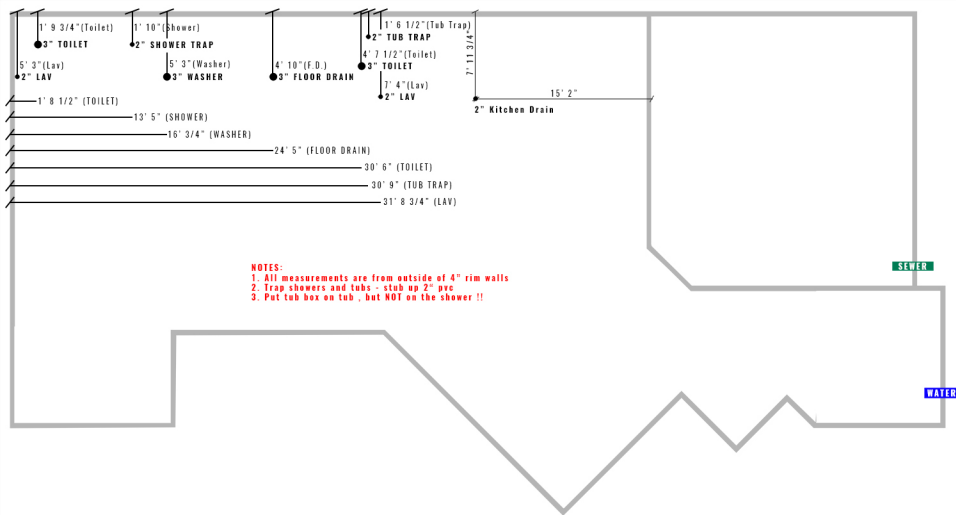 1' 9 3/4"(Toilet)
3" TOILET
1' 10"(Shower)
2" SHOWER TRAP
5' 3"(Lav)
2" LAV
5' 3"(Washer)
3" WASHER
4' 10"(F.D.)
3" FLOOR DRAIN
1' 6 1/2"(Tub Trap)
2" TUB TRAP
4' 7 1/2"(Toilet)
3" TOILET
7' 4"(Lav)
2" LAV
7' 11 3/4"
15' 2"
2" Kitchen Drain
1' 8 1/2" (TOILET)
13' 5" (SHOWER)
16' 3/4" (WASHER)
24' 5" (FLOOR DRAIN)
30' 6" (TOILET)
30' 9" (TUB TRAP)
31' 8 3/4" (LAV)
NOTES:
1. All measurements are from outside of 4" rim walls
2. Trap showers and tubs - stub up 2" pvc
3. Put tub box on tub , but NOT on the shower !!
SEWER
WATER